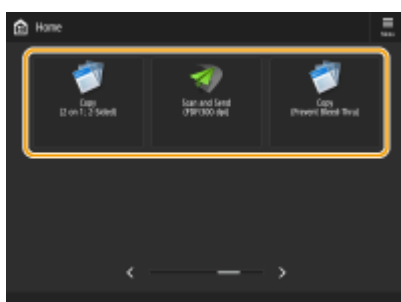 Home
Menu
Copy
(2 on 1, 2-Sided)
Scan and Send
(PDF/300 dpi)
Copy
(Prevent Bleed-Thru)